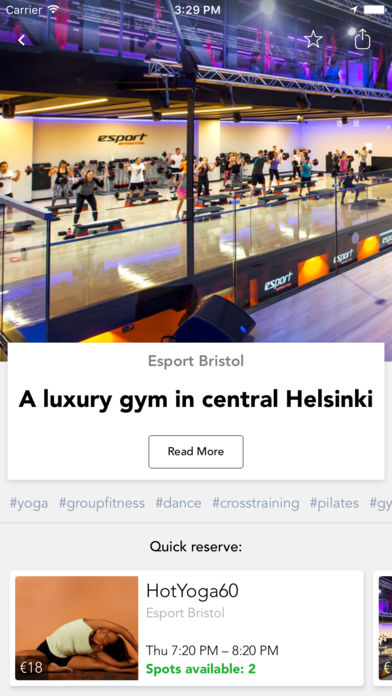 Carrier 3:29 PM
esport
BRISTOL
esport
esport
Esport Bristol
A luxury gym in central Helsinki
Read More
#yoga #groupfitness #dance #crosstraining #pilates #gy
Quick reserve:
HotYoga60
Esport Bristol
Thu 7:20 PM – 8:20 PM
€18 Spots available: 2
€